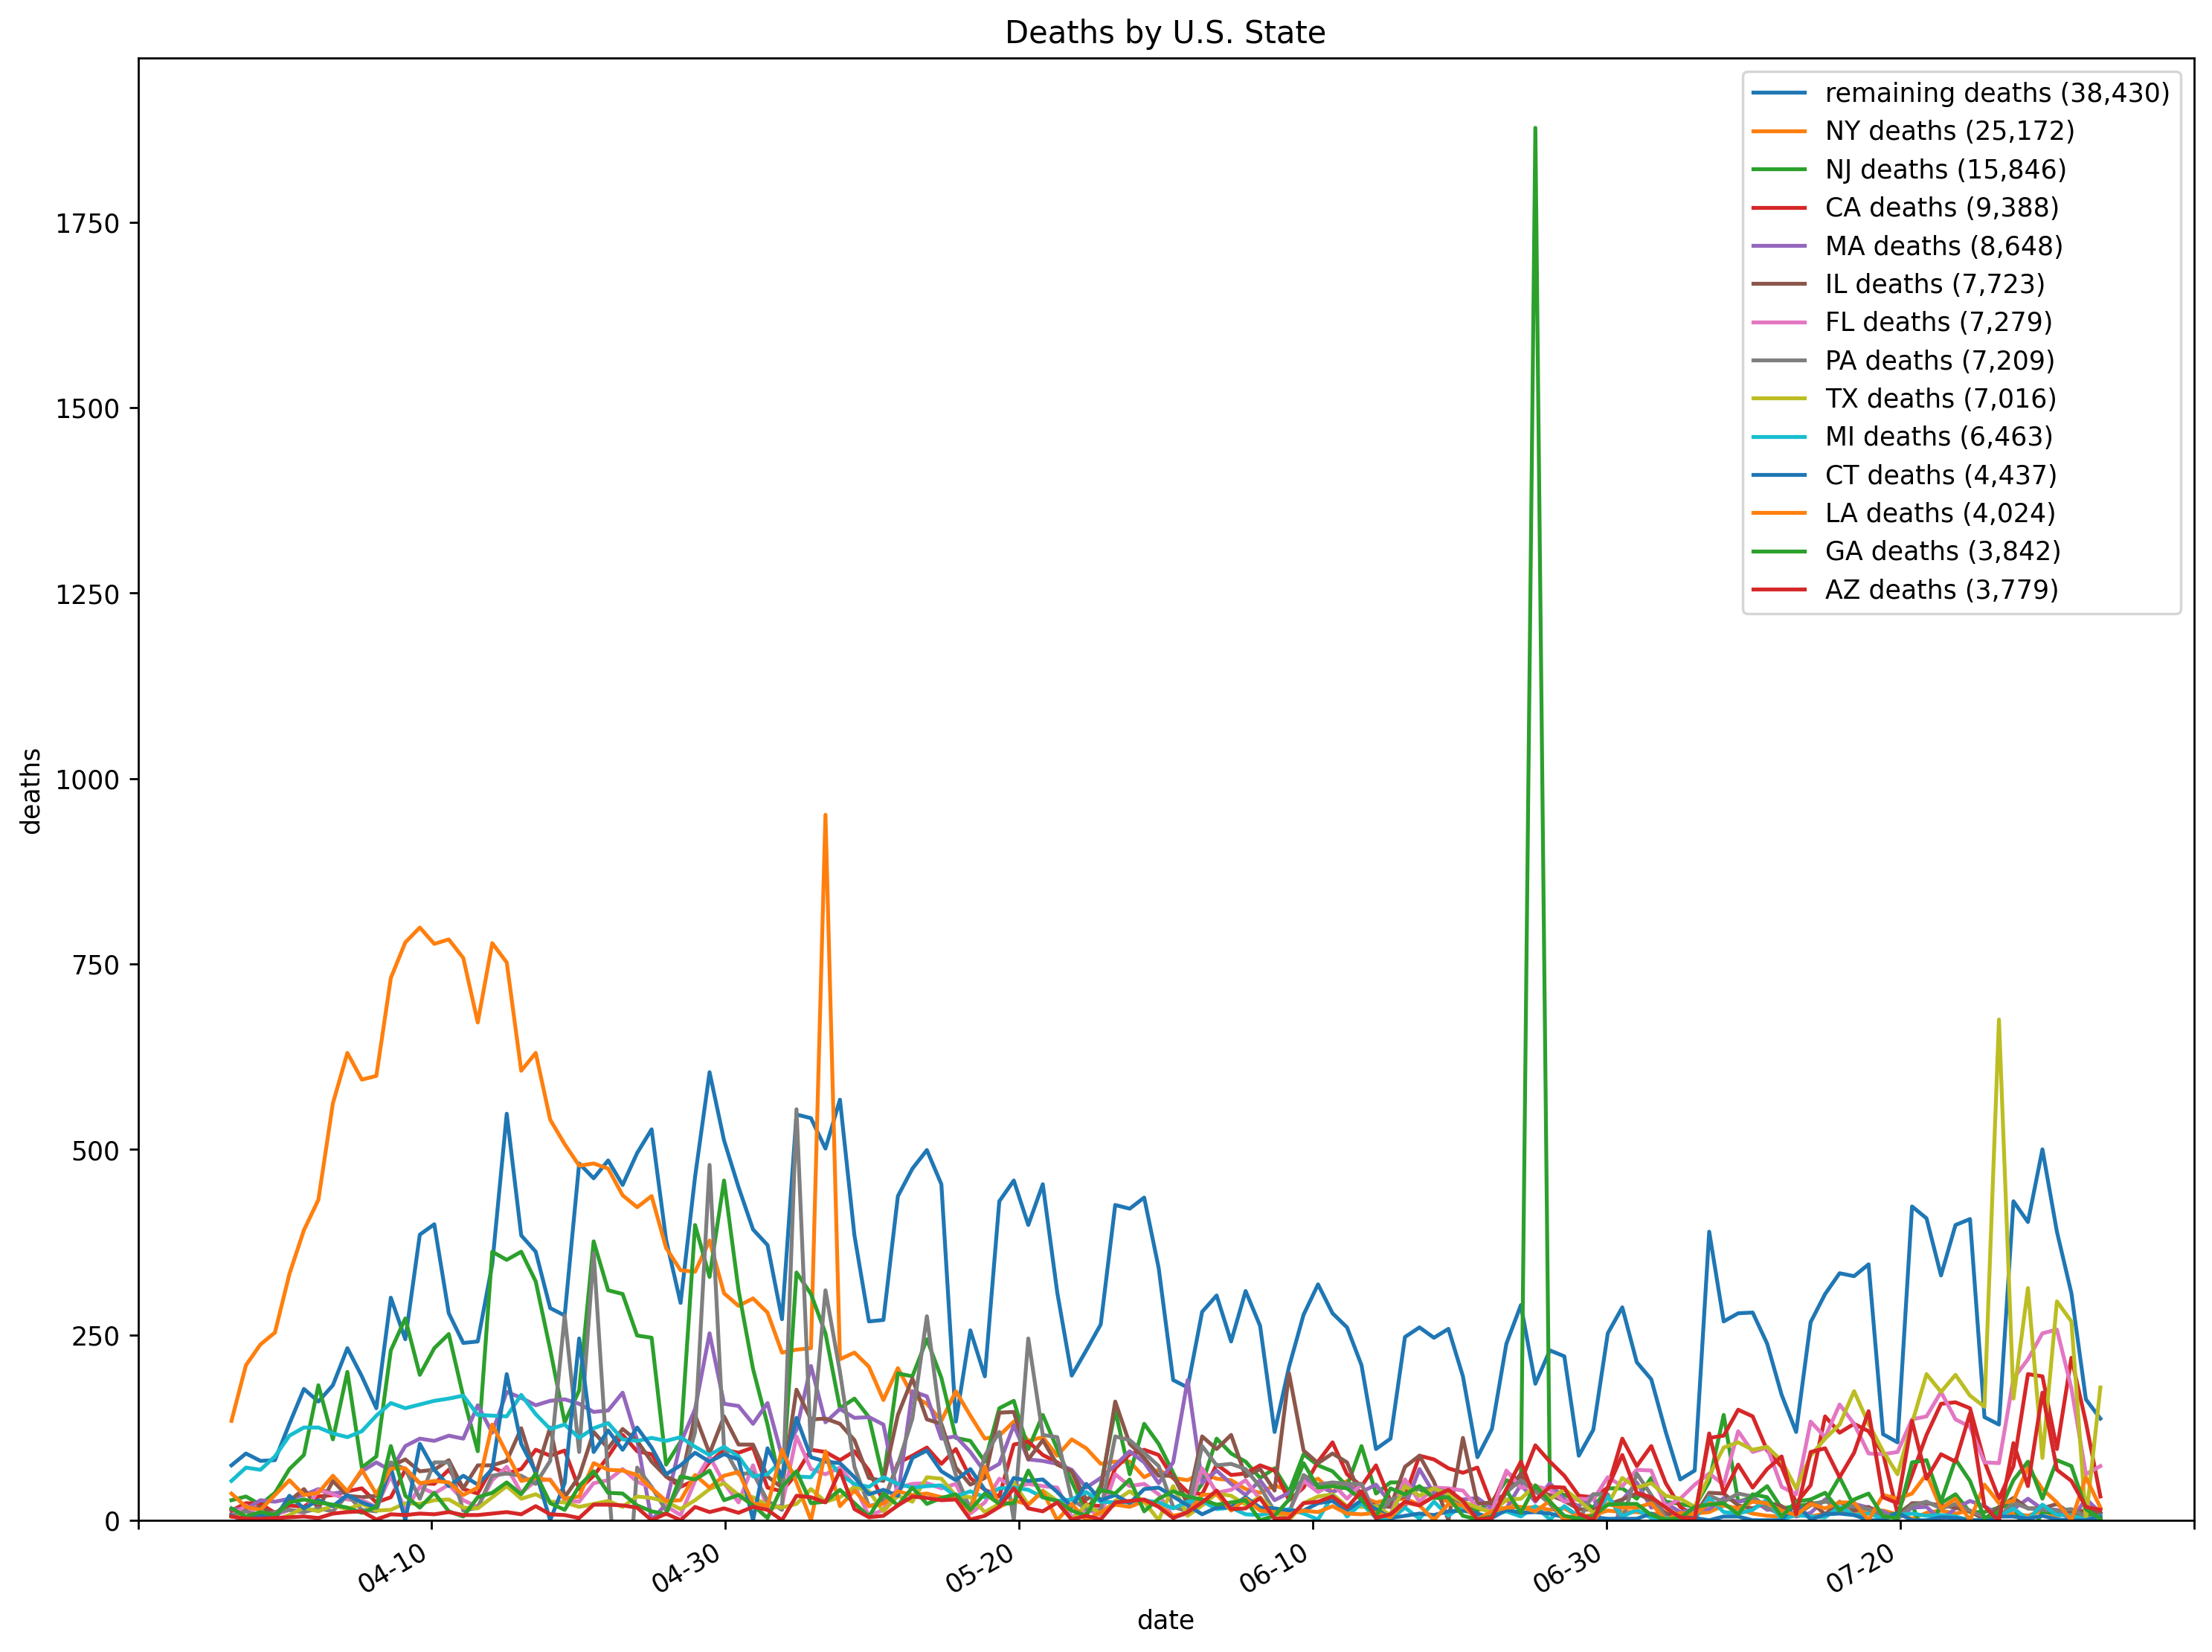 Deaths by U.S. State
remaining deaths (38,430)
NY deaths (25,172)
NJ deaths (15,846)
CA deaths (9,388)
MA deaths (8,648)
IL deaths (7,723)
FL deaths (7,279)
PA deaths (7,209)
TX deaths (7,016)
MI deaths (6,463)
CT deaths (4,437)
LA deaths (4,024)
GA deaths (3,842)
AZ deaths (3,779)
1750
1500
1250
1000
750
500
250
0
deaths
04-10
04-30
05-20
06-10
06-30
07-20
date